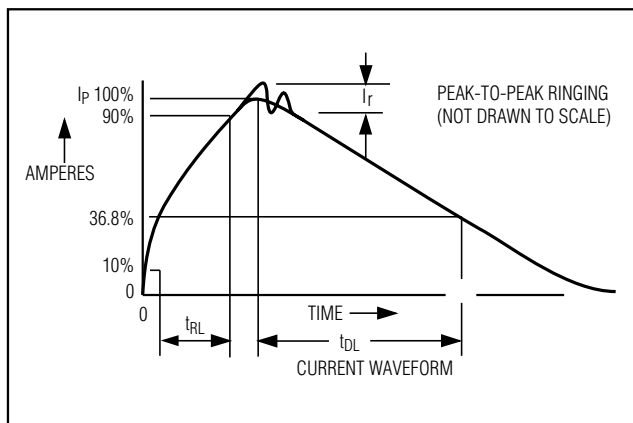 Ir
PEAK-TO-PEAK RINGING
(NOT DRAWN TO SCALE)
IP 100%
90%
AMPERES
36.8%
10%
0
0
TIME
tRL
tDL
CURRENT WAVEFORM